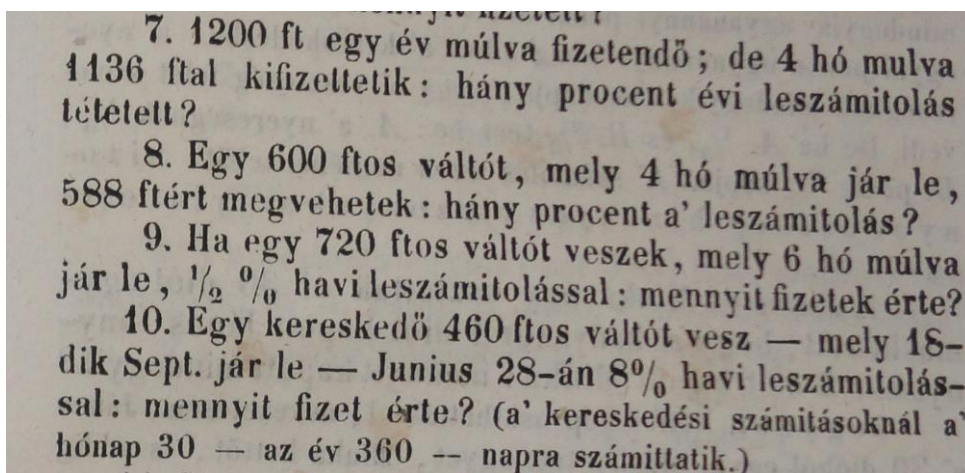 7. 1200 ft egy év múlva fizetendő; de 4 hó mulva
1136 ftal kifizettetik: hány procent évi leszámitolás
tétetett?
8. Egy 600 ftos váltót, mely 4 hó múlva jár le,
588 ftért megvehetek: hány procent a' leszámitolás?
9. Ha egy 720 ftos váltót veszek, mely 6 hó múlva
jár le, ½ % havi leszámitolással: mennyit fizetek érte?
10. Egy kereskedő 460 ftos váltót vesz — mely 18-
dik Sept. jár le — Junius 28-án 8% havi leszámitolás-
sal: mennyit fizet érte? (a' kereskedési számitásoknál a'
hónap 30 — az év 360 — napra számittatik.)